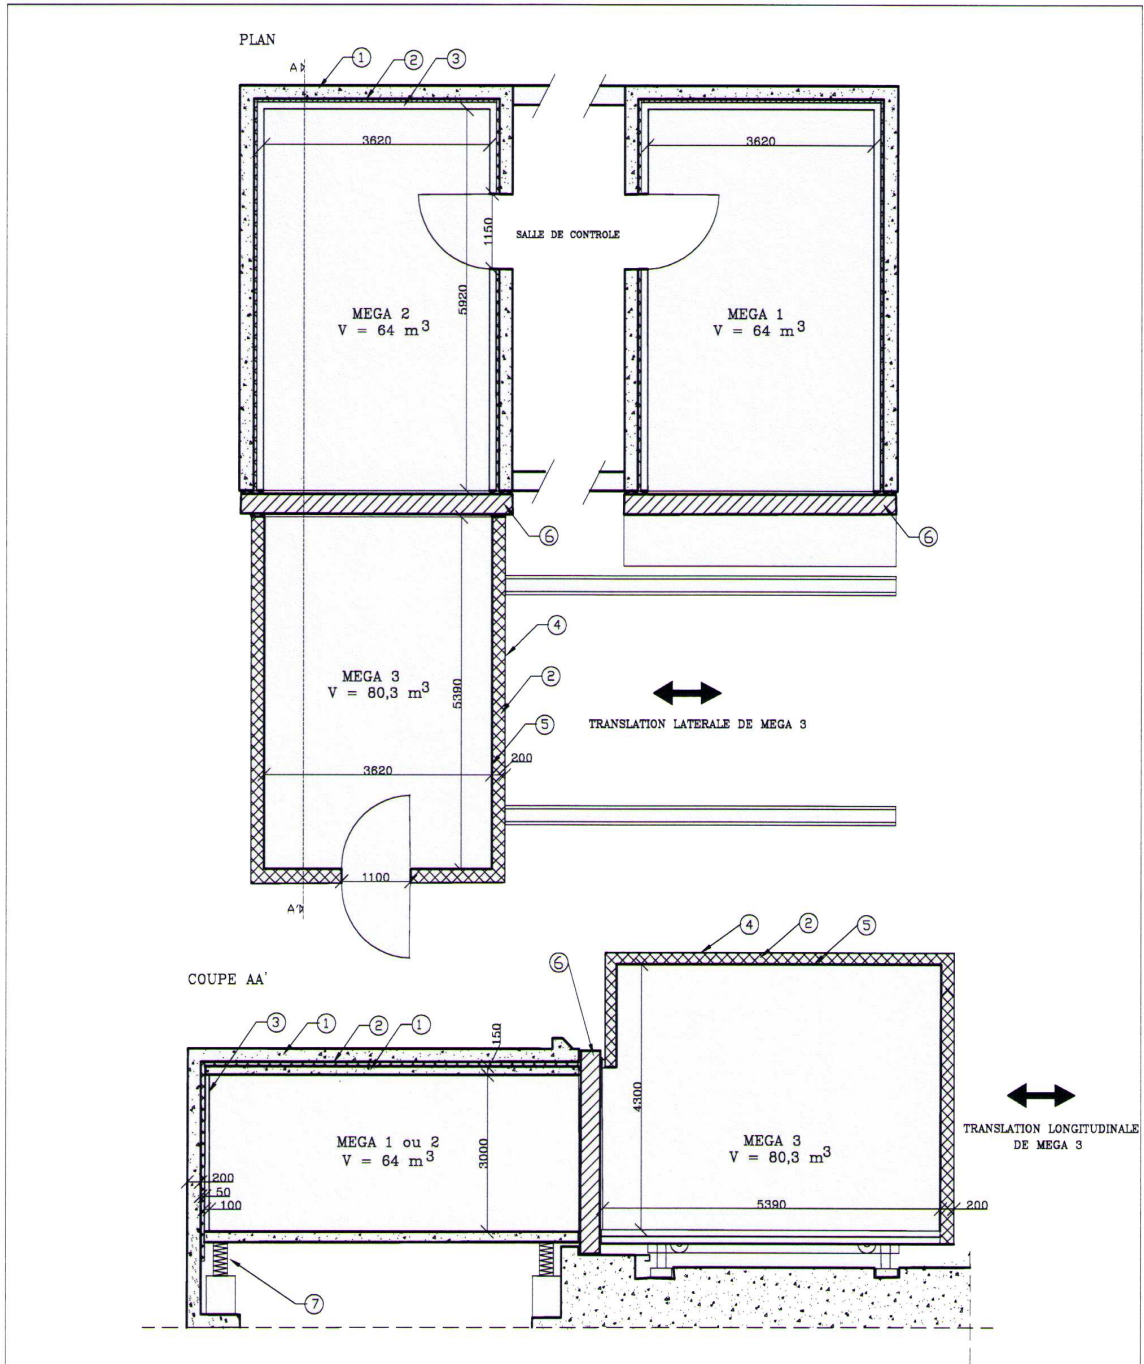 PLAN
A
1
2
3
3620
3620
1150
SALLE DE CONTROLE
5920
MEGA 2
V = 64 m³
MEGA 1
V = 64 m³
6
6
4
MEGA 3
V = 80,3 m³
5390
2
TRANSLATION LATERALE DE MEGA 3
5
200
3620
1100
A'
4
2
5
COUPE AA'
6
3
1
2
1
150
4300
MEGA 1 ou 2
V = 64 m³
3000
MEGA 3
V = 80,3 m³
TRANSLATION LONGITUDINALE
DE MEGA 3
200
50
100
5390
200
7